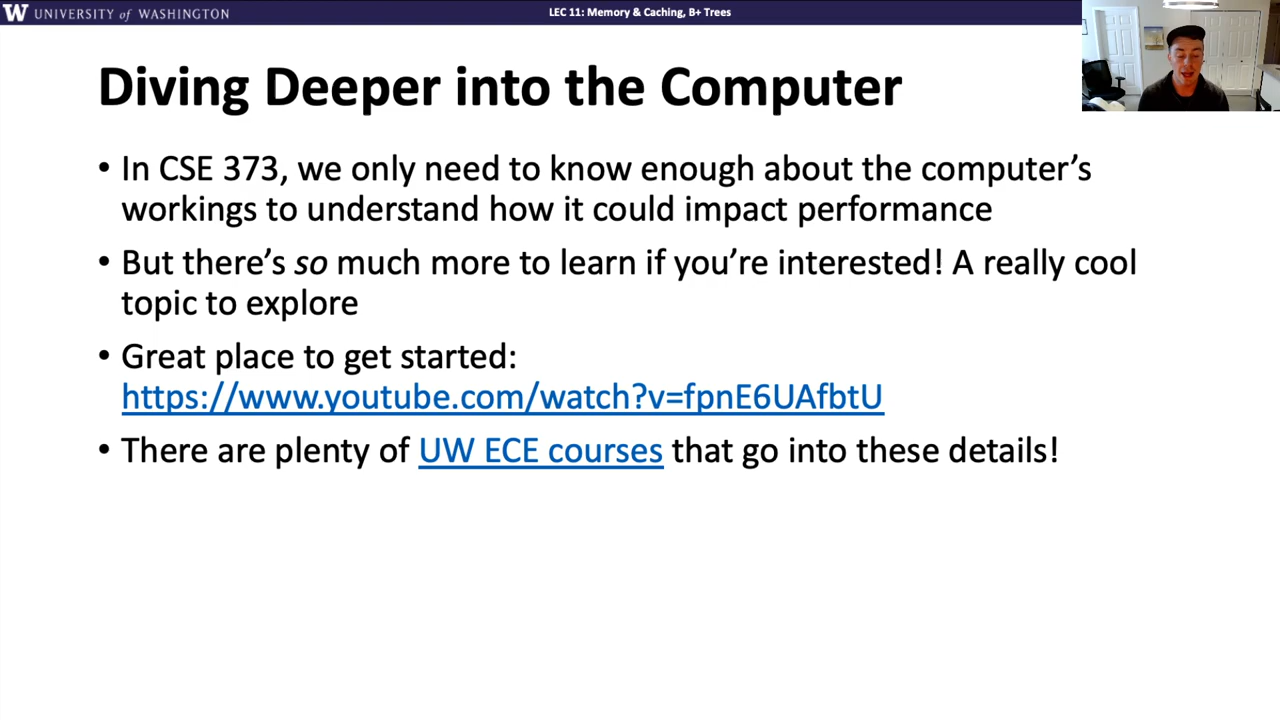 W UNIVERSITY of WASHINGTON
LEC 11: Memory & Caching, B+ Trees
Diving Deeper into the Computer
• In CSE 373, we only need to know enough about the computer’s
workings to understand how it could impact performance
• But there’s so much more to learn if you’re interested! A really cool
topic to explore
• Great place to get started:
https://www.youtube.com/watch?v=fpnE6UAfbtU
• There are plenty of UW ECE courses that go into these details!